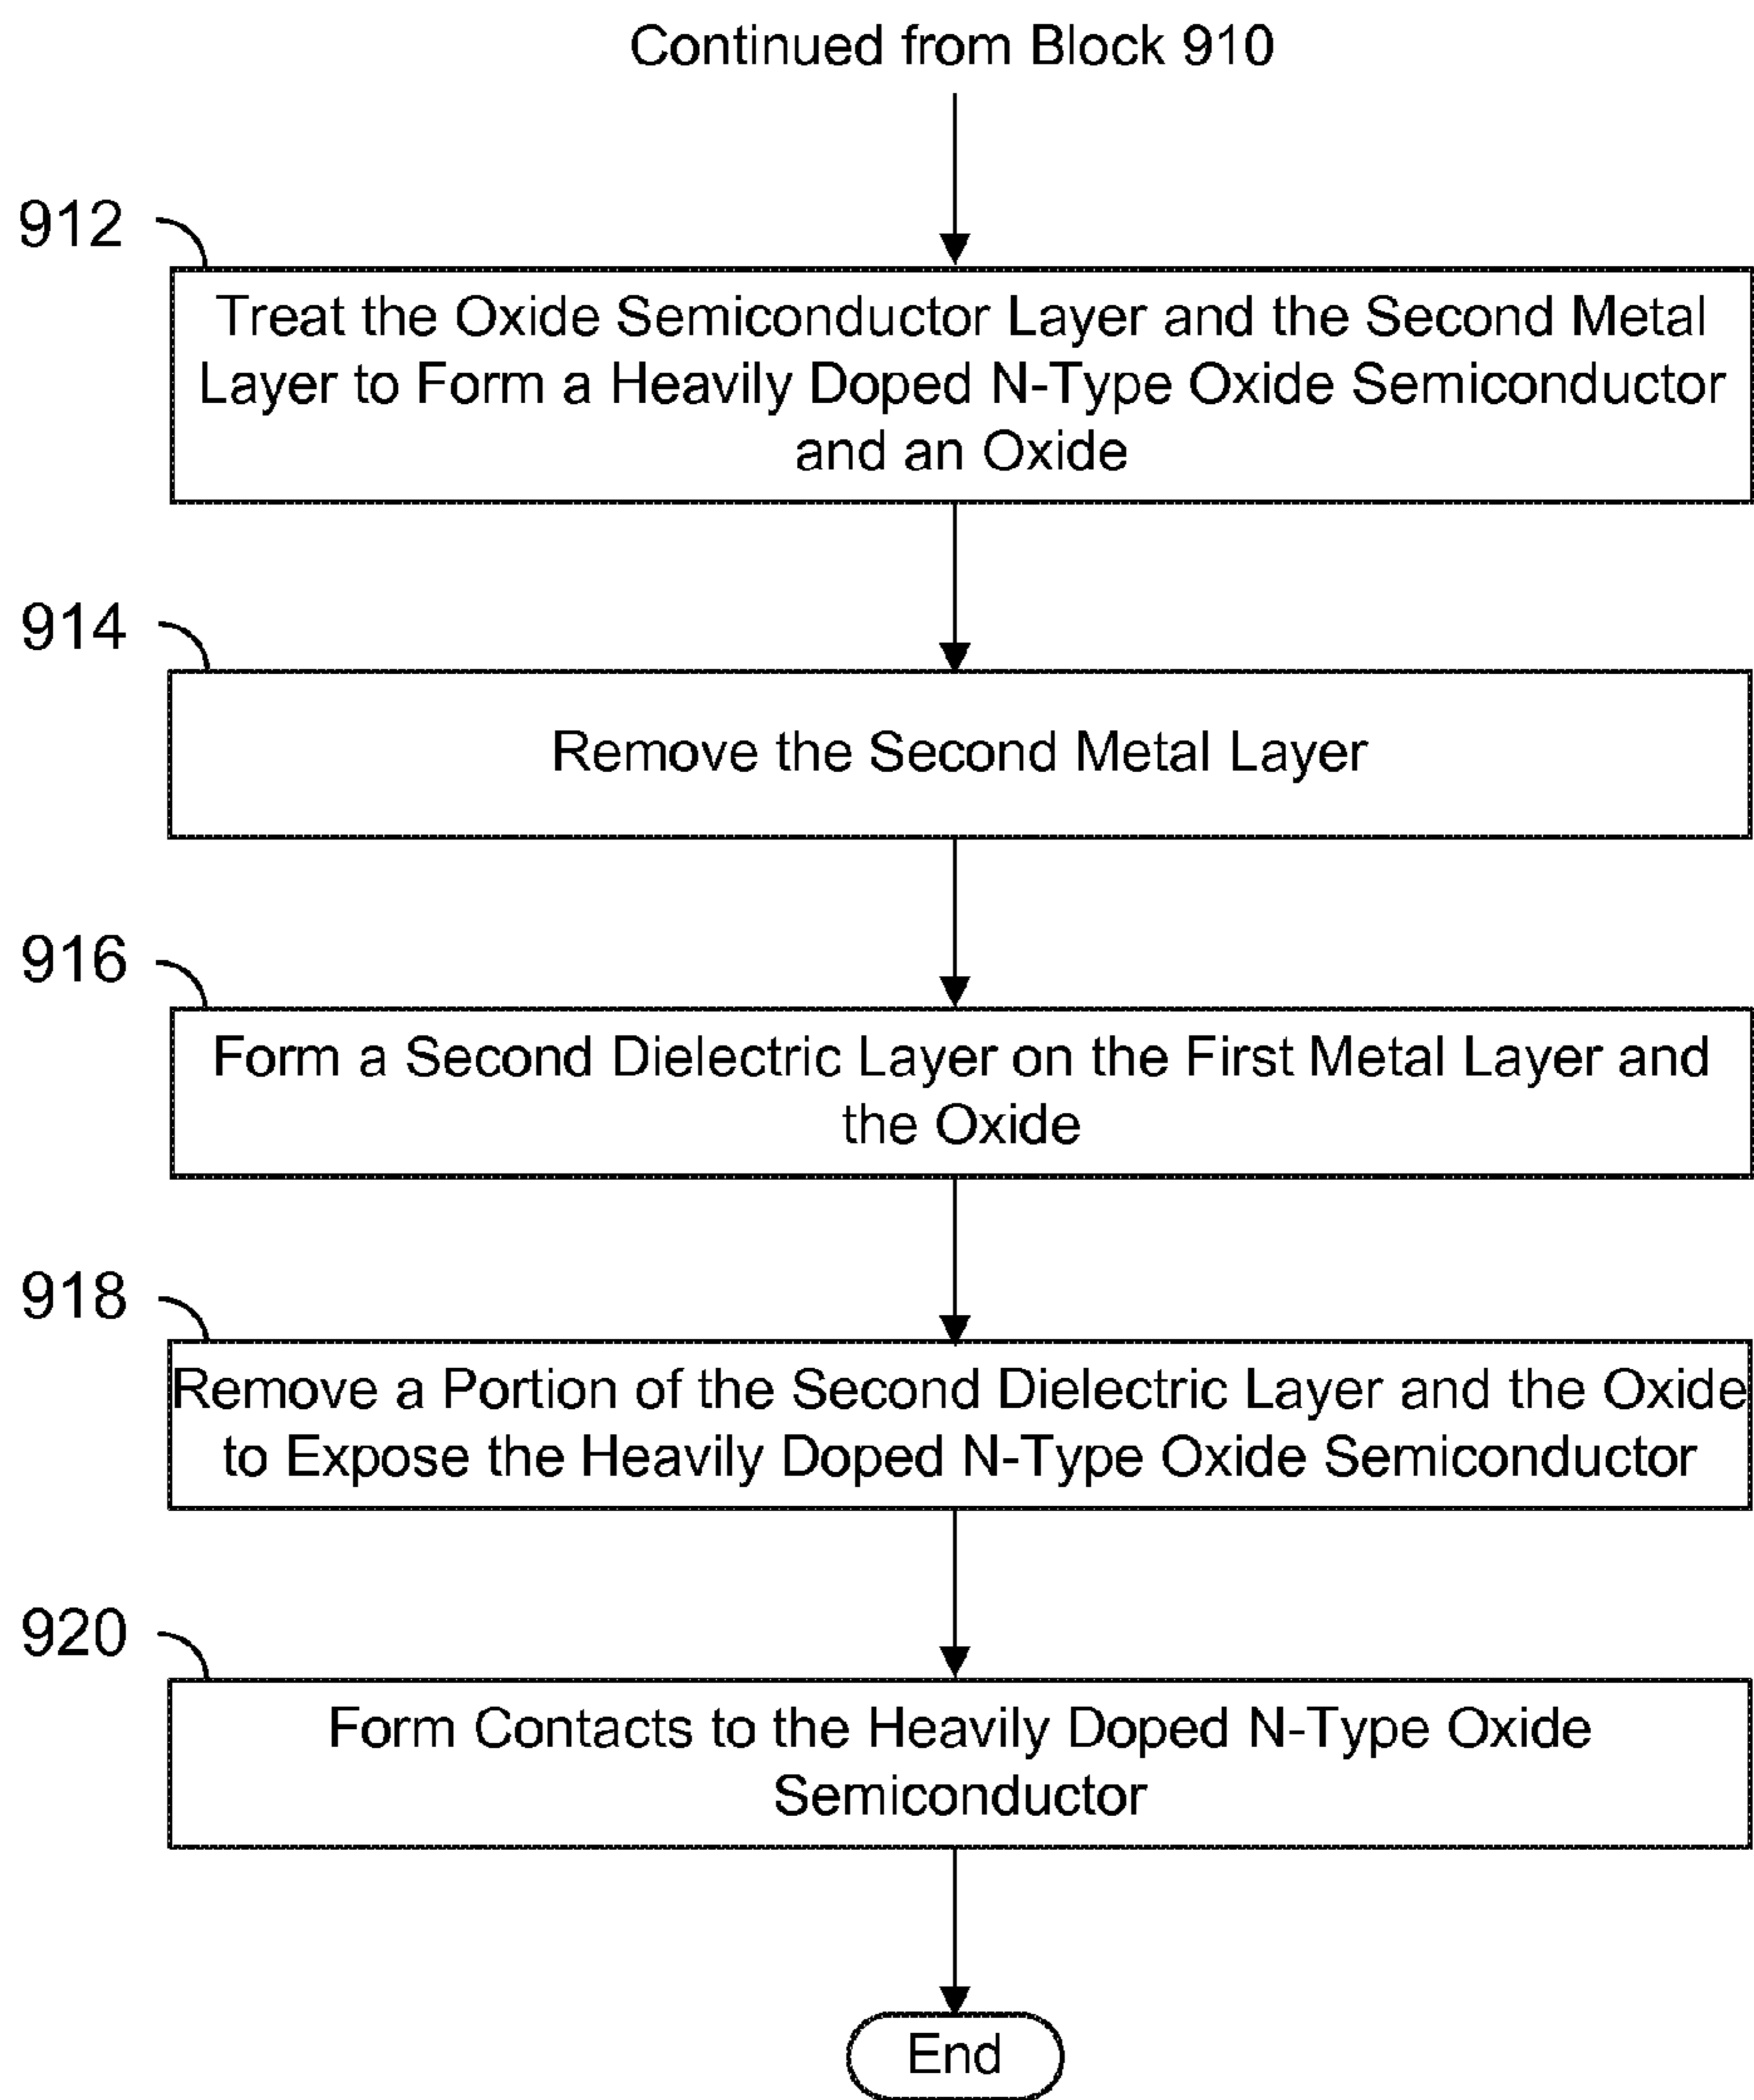 Continued from Block 910
912
Treat the Oxide Semiconductor Layer and the Second Metal
Layer to Form a Heavily Doped N-Type Oxide Semiconductor
and an Oxide
914
Remove the Second Metal Layer
916
Form a Second Dielectric Layer on the First Metal Layer and
the Oxide
918
Remove a Portion of the Second Dielectric Layer and the Oxide
to Expose the Heavily Doped N-Type Oxide Semiconductor
920
Form Contacts to the Heavily Doped N-Type Oxide
Semiconductor
End